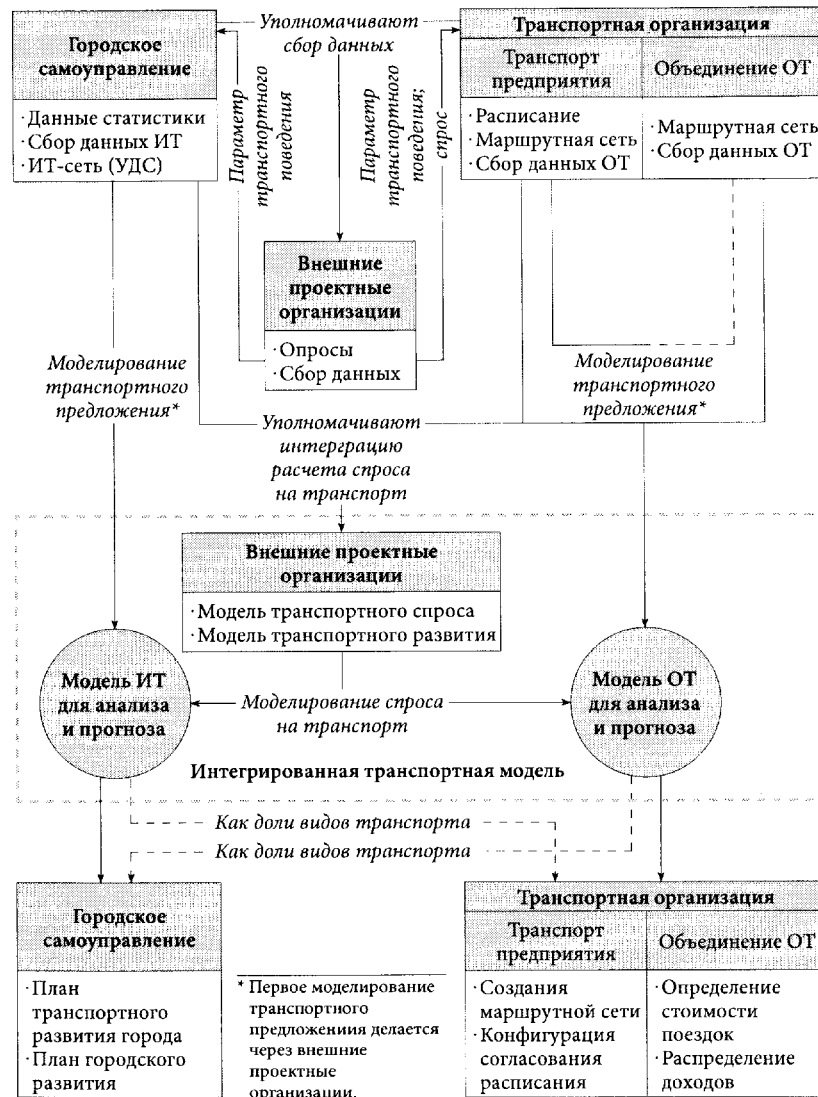 Городское
самоуправление
· Данные статистики
· Сбор данных ИТ
· ИТ-сеть (УДС)
Уполномачивают
сбор данных
Транспортная организация
Транспорт
предприятия
Объединение ОТ
· Расписание
· Маршрутная сеть
· Сбор данных ОТ
· Маршрутная сеть
· Сбор данных ОТ
Параметр
транспортного
поведения
Параметр
транспортного
поведения;
спрос
Внешние
проектные
организации
· Опросы
· Сбор данных
Моделирование
транспортного
предложения*
Моделирование
транспортного
предложения*
Уполномачивают
интерграцию
расчета спроса
на транспорт
Внешние проектные
организации
· Модель транспортного спроса
· Модель транспортного развития
Модель ИТ
для анализа
и прогноза
Моделирование спроса
на транспорт
Модель ОТ
для анализа
и прогноза
Интегрированная транспортная модель
Как доли видов транспорта
Как доли видов транспорта
Городское
самоуправление
· План
транспортного
развития города
· План городского
развития
* Первое моделирование
транспортного
предложениия делается
через внешние
проектные
организации.
Транспортная организация
Транспорт
предприятия
Объединение ОТ
· Создания
маршрутной сети
· Конфигурация
согласования
расписания
· Определение
стоимости
поездок
· Распределение
доходов